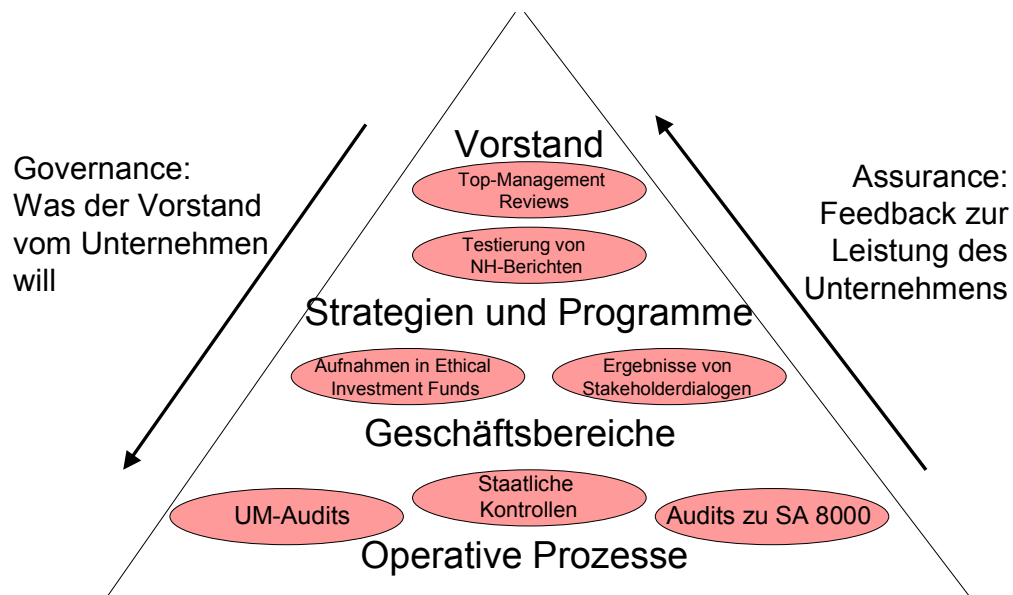 Governance:
Was der Vorstand
vom Unternehmen
will
Vorstand
Top-Management
Reviews
Testierung von
NH-Berichten
Strategien und Programme
Aufnahmen in Ethical
Investment Funds
Ergebnisse von
Stakeholderdialogen
Geschäftsbereiche
UM-Audits
Staatliche
Kontrollen
Audits zu SA 8000
Operative Prozesse
Assurance:
Feedback zur
Leistung des
Unternehmens